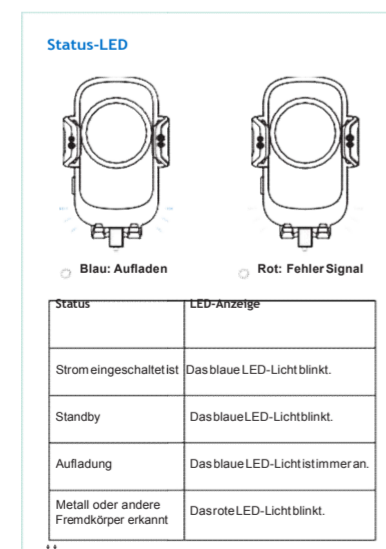 Status-LED
Blau: Aufladen
Rot: Fehler Signal
Status LED-Anzeige
Strom eingeschaltet ist Das blaue LED-Licht blinkt.
Standby Das blaue LED-Licht blinkt.
Aufladung Das blaue LED-Licht ist immer an.
Metall oder andere
Fremdkörper erkannt Das rote LED-Licht blinkt.